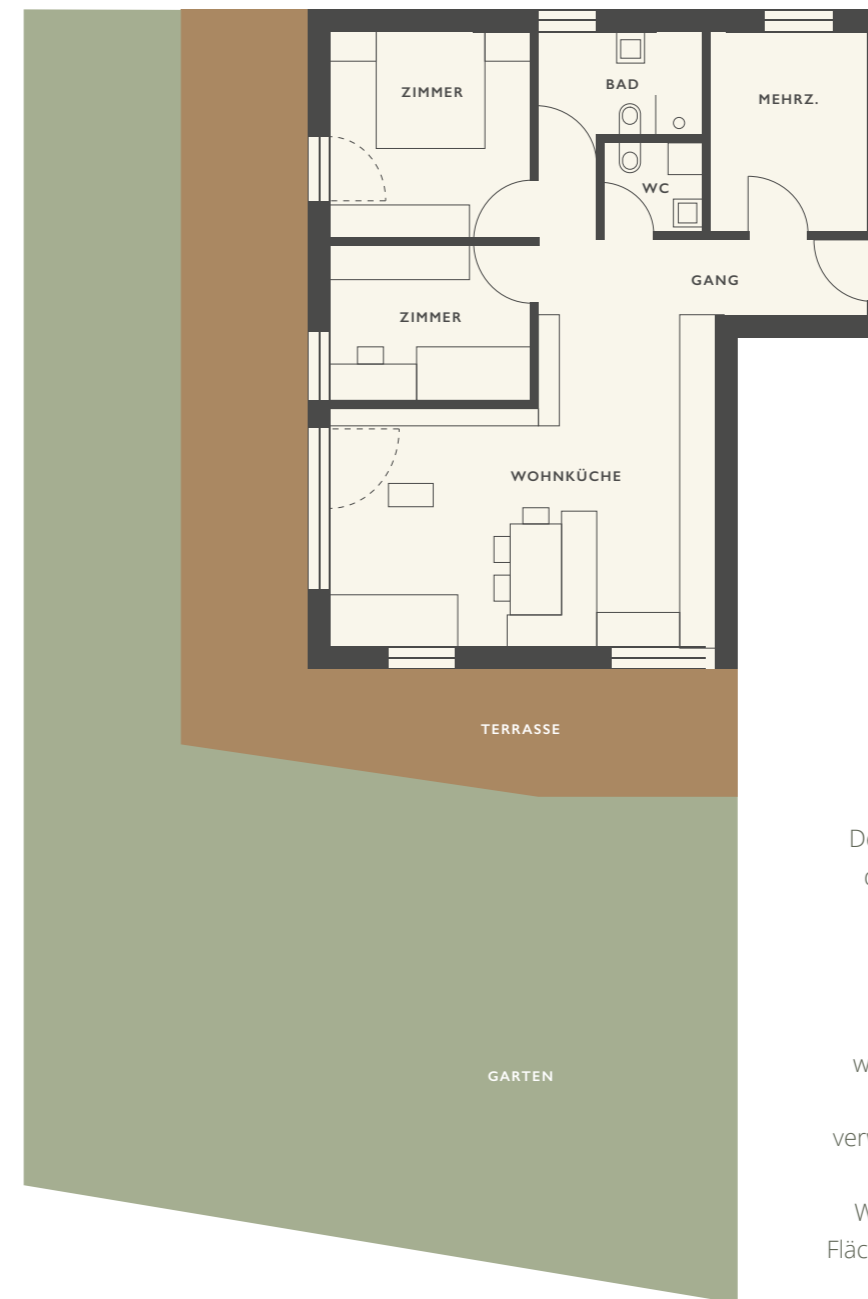 ZIMMER
BAD
MEHRZ.
WC
GANG
ZIMMER
WOHNKÜCHE
TERRASSE
GARTEN